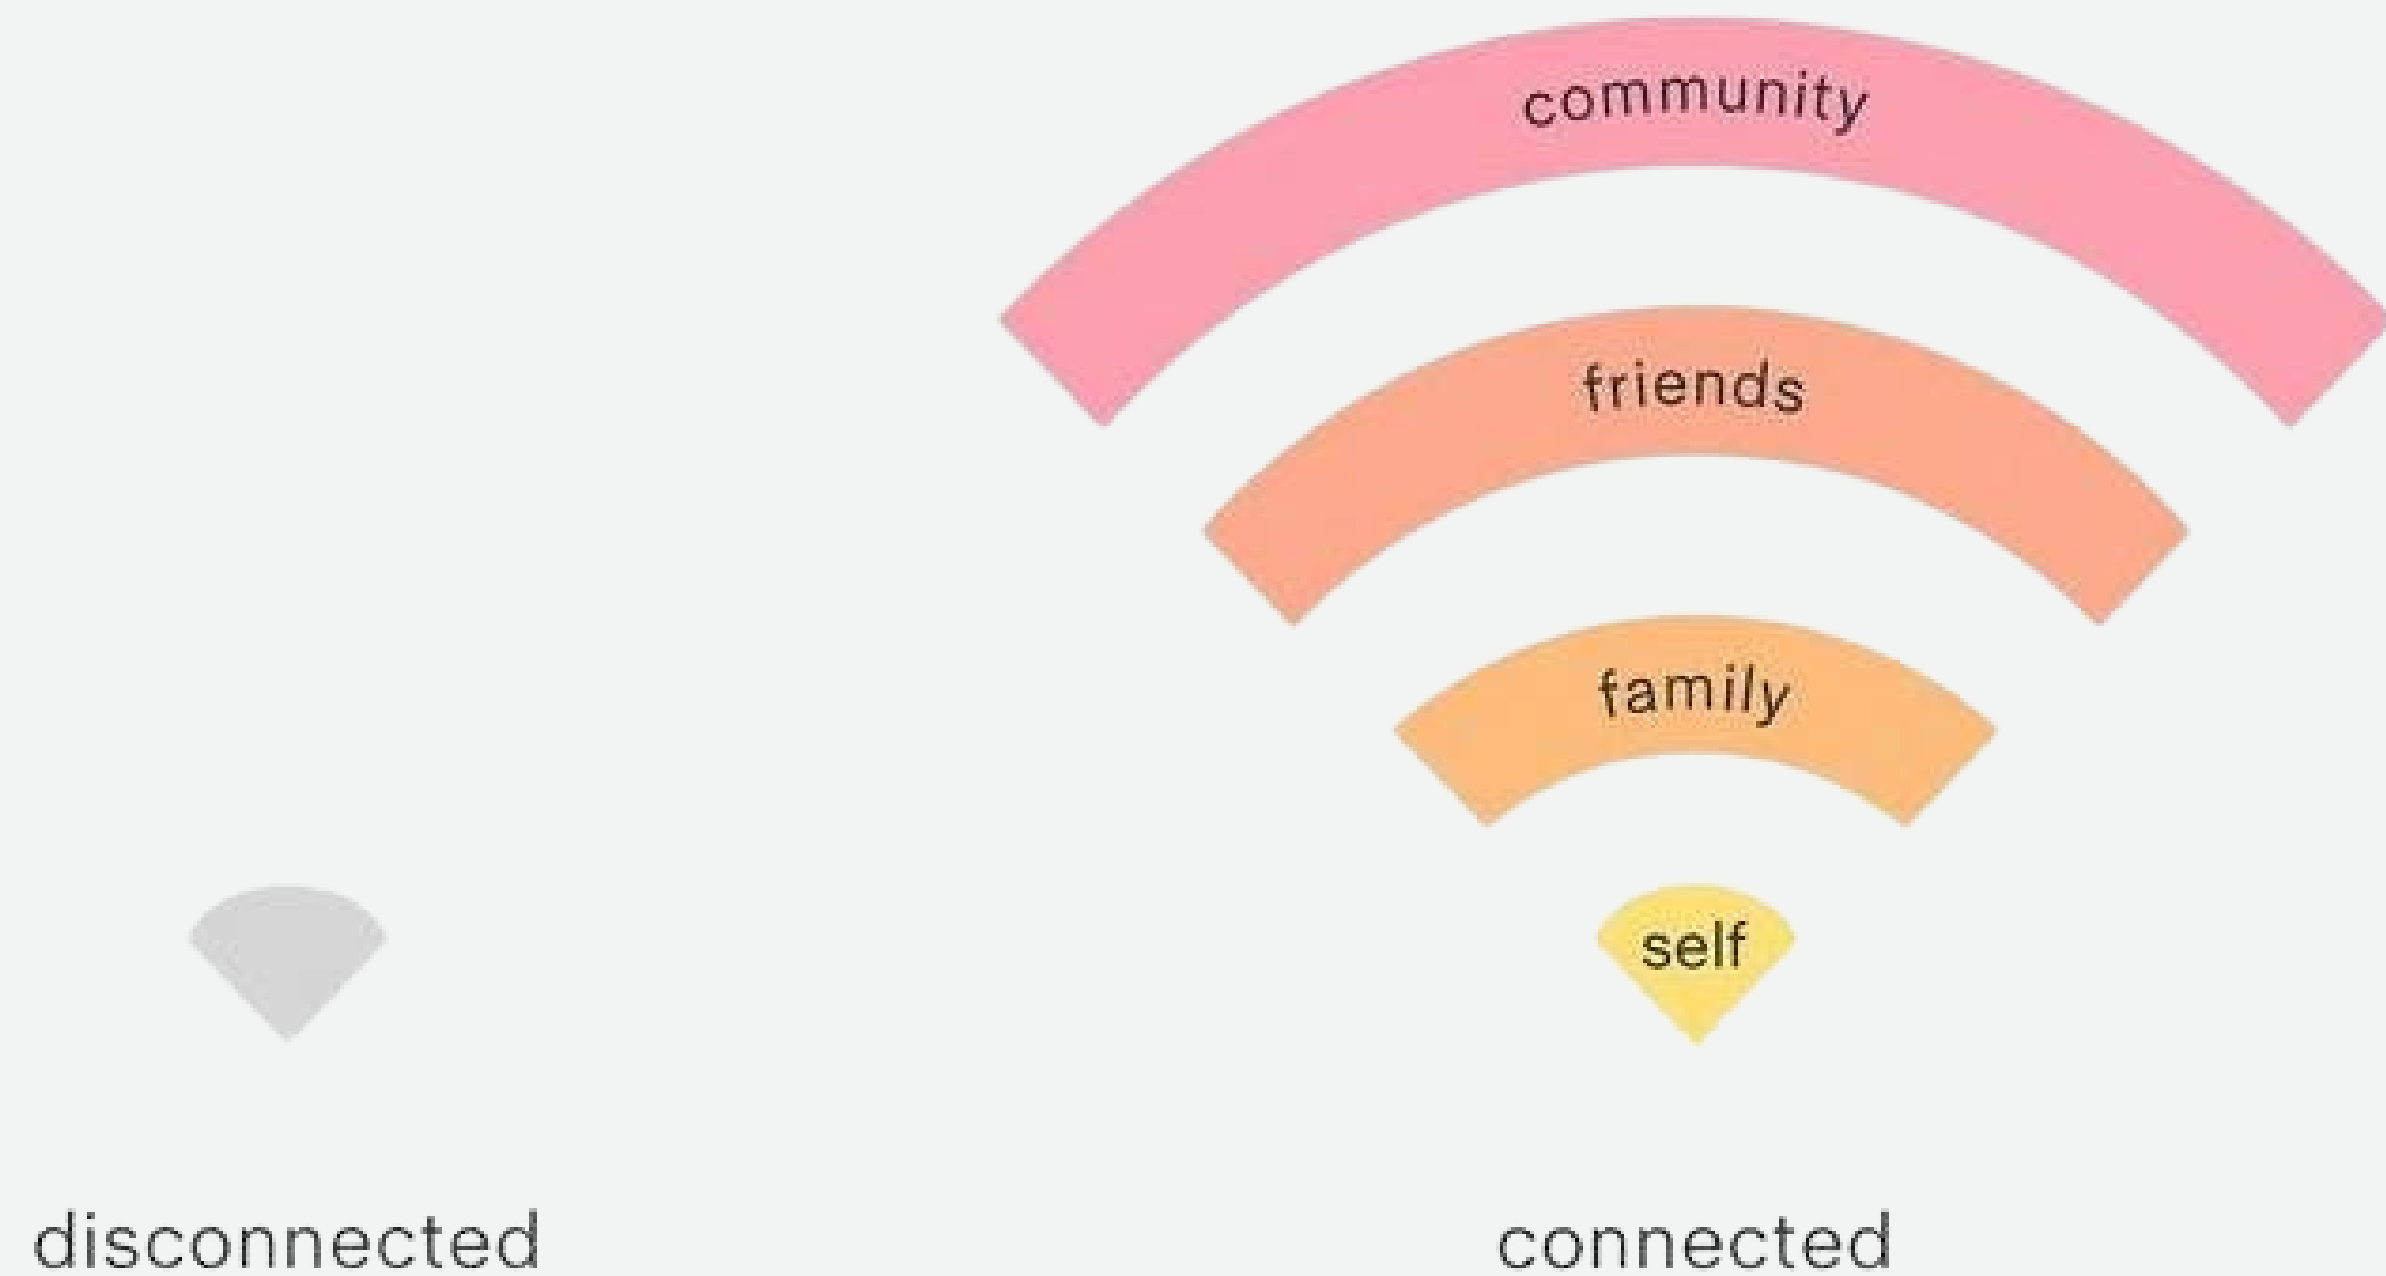 community
friends
family
self
disconnected
connected